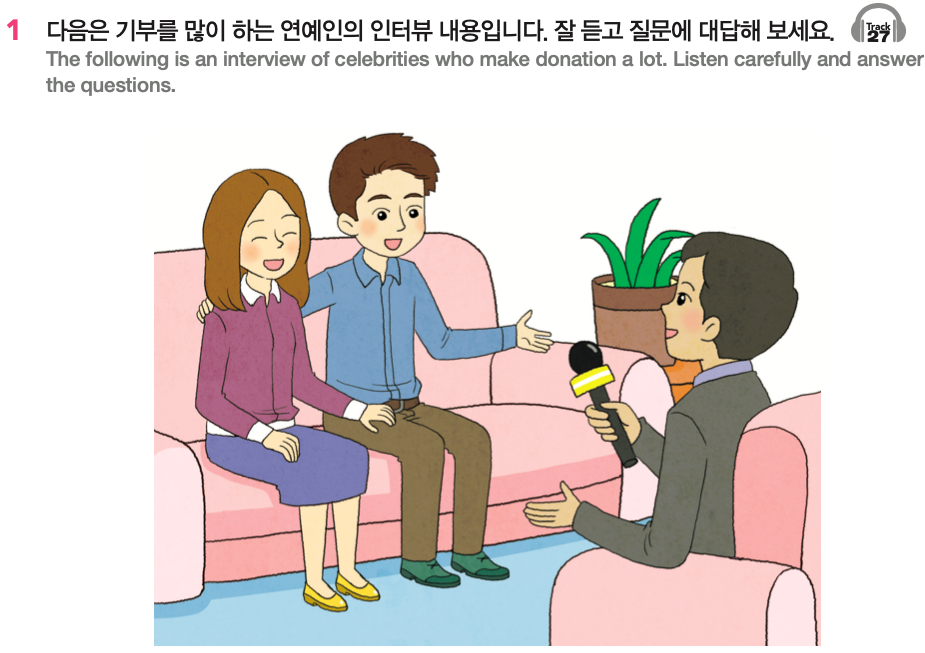 1 다음은 기부를 많이 하는 연예인의 인터뷰 내용입니다. 잘 듣고 질문에 대답해 보세요. Track 27
The following is an interview of celebrities who make donation a lot. Listen carefully and answer
the questions.